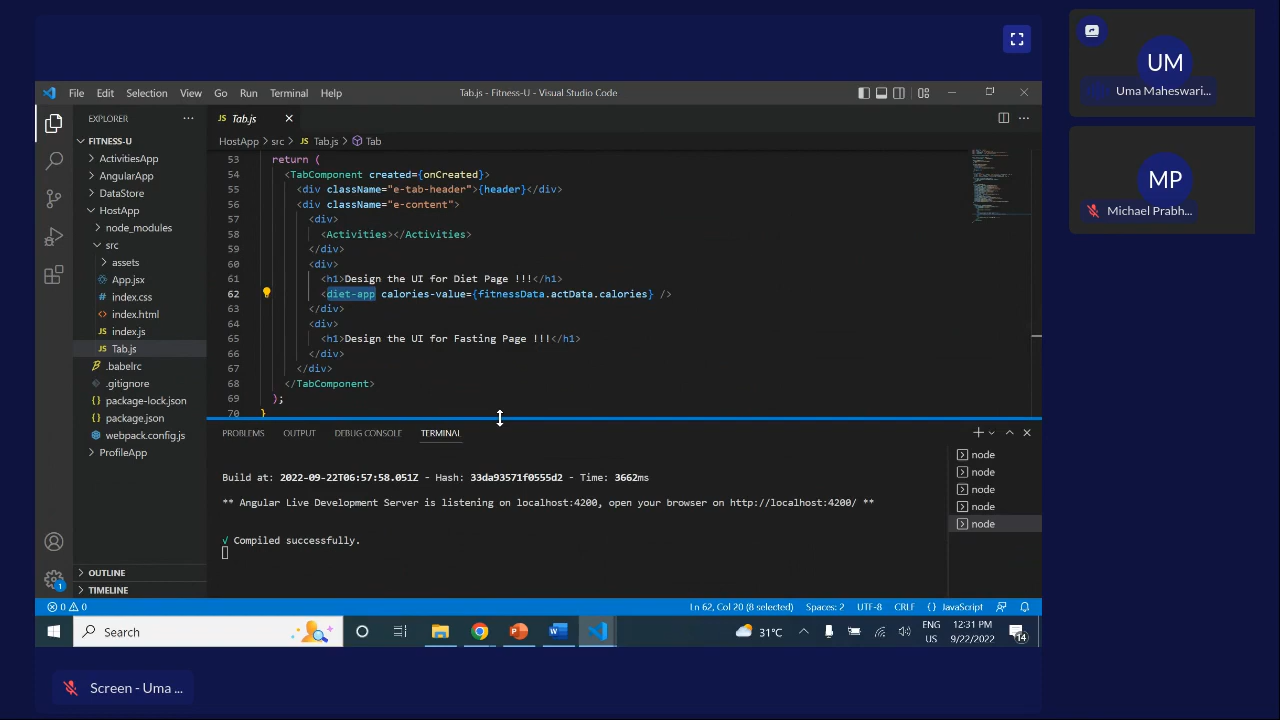 UM
Uma Maheswari...
MP
Michael Prabh...
File Edit Selection View Go Run Terminal Help
Tab.js - Fitness-U - Visual Studio Code
EXPLORER
FITNESS-U
ActivitiesApp
AngularApp
DataStore
HostApp
node_modules
src
assets
App.jsx
index.css
index.html
JS index.js
JS Tab.js
.babelrc
.gitignore
package-lock.json
package.json
webpack.config.js
ProfileApp
OUTLINE
TIMELINE
JS Tab.js
HostApp > src > JS Tab.js > Tab
53 return (
54 <TabComponent created={onCreated}>
55 <div className="e-tab-header">{header}</div>
56 <div className="e-content">
57 <div>
58 <Activities></Activities>
59 </div>
60 <div>
61 <h1>Design the UI for Diet Page !!!</h1>
62 <diet-app calories-value={fitnessData.actData.calories} />
63 </div>
64 <div>
65 <h1>Design the UI for Fasting Page !!!</h1>
66 </div>
67 </div>
68 </TabComponent>
69 );
70 }
PROBLEMS OUTPUT DEBUG CONSOLE TERMINAL
Build at: 2022-09-22T06:57:58.051Z - Hash: 33da93571f0555d2 - Time: 3662ms
** Angular Live Development Server is listening on localhost:4200, open your browser on http://localhost:4200/ **
√ Compiled successfully.
node
node
node
node
node
1
0 0
Ln 62, Col 20 (8 selected) Spaces: 2 UTF-8 CRLF {} JavaScript
Search
31°C
ENG
US
12:31 PM
9/22/2022
14
Screen - Uma ...